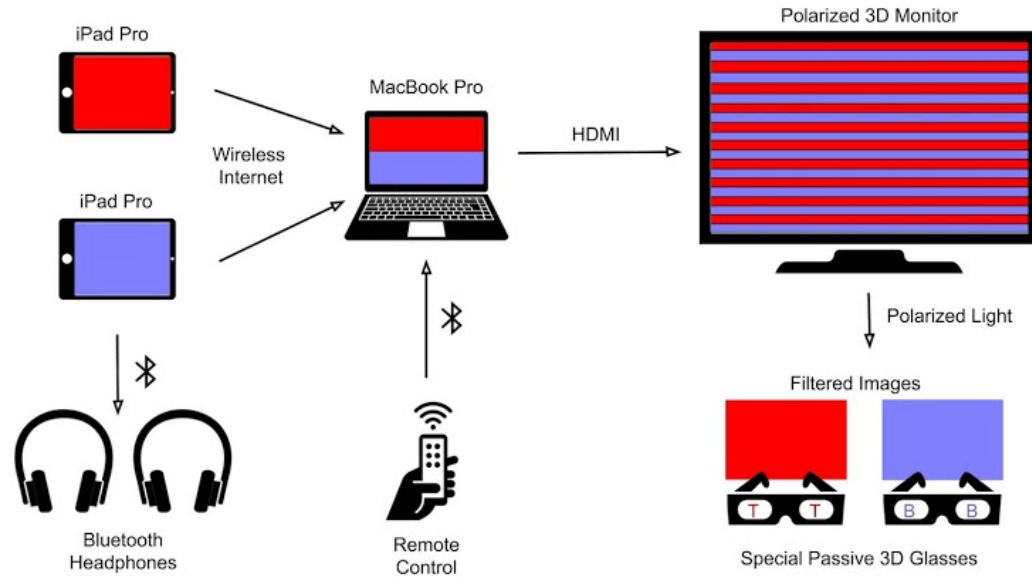 iPad Pro
Polarized 3D Monitor
MacBook Pro
HDMI
Wireless
Internet
iPad Pro
Polarized Light
Filtered Images
T T
B B
Bluetooth
Headphones
Remote
Control
Special Passive 3D Glasses